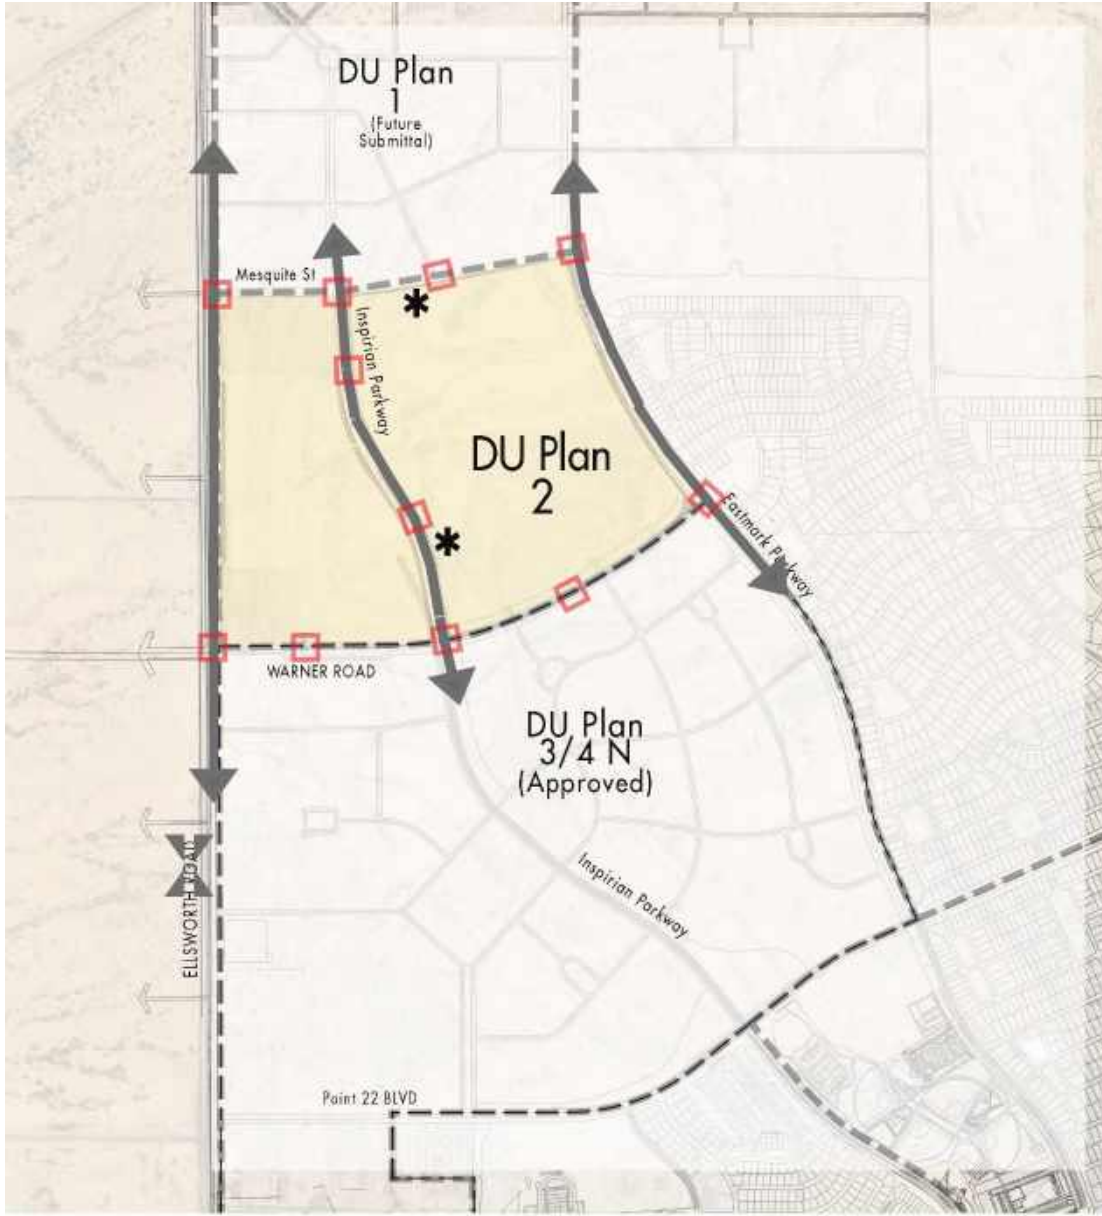 DU Plan
1
(Future
Submittal)
Mesquite St
Inspirian Parkway
DU Plan
2
Eastmark Parkway
WARNER ROAD
DU Plan
3/4 N
(Approved)
Inspirian Parkway
ELLSWORTH ROAD
Point 22 BLVD